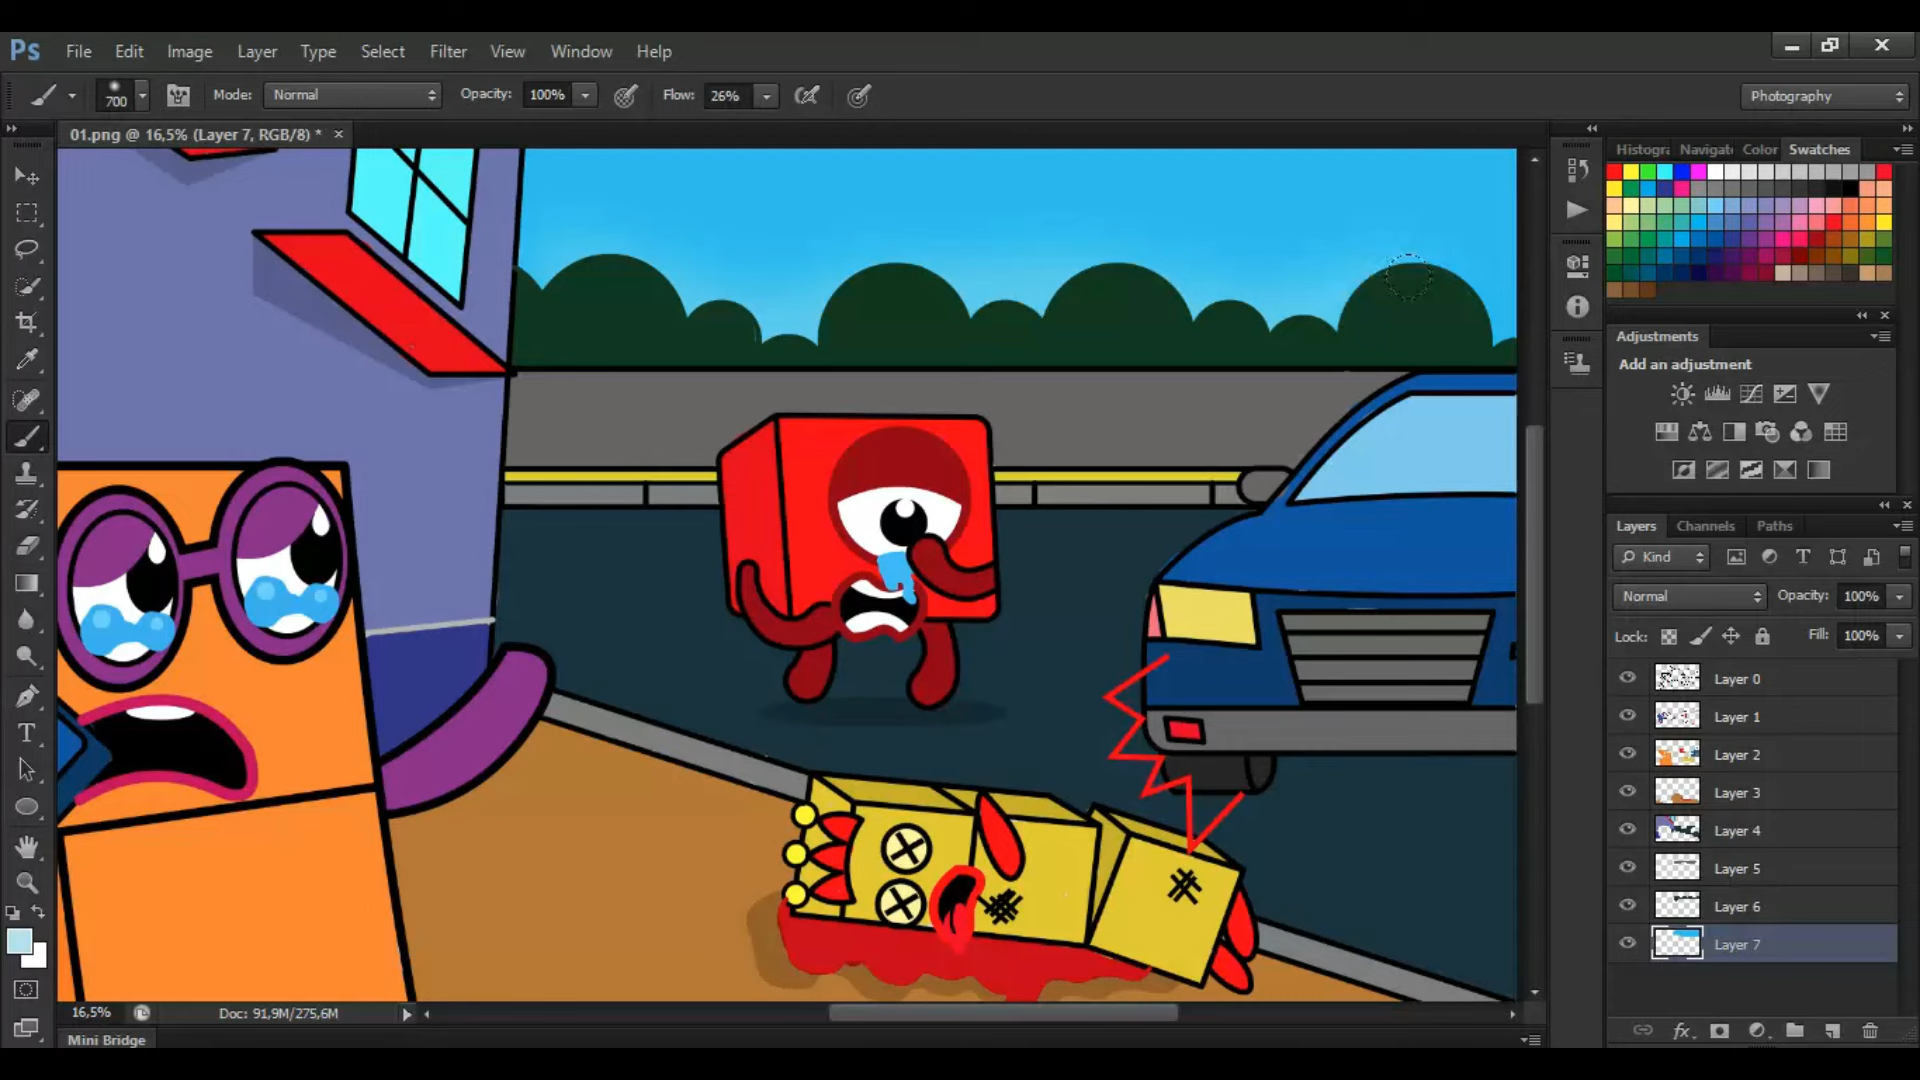 Ps File Edit Image Layer Type Select Filter View Window Help
700 Mode: Normal Opacity: 100% Flow: 26% Photography
01.png @ 16,5% (Layer 7, RGB/8) * ×
Histogra Navigate Color Swatches
Adjustments
Add an adjustment
Layers Channels Paths
Kind
Normal Opacity: 100%
Lock: Fill: 100%
Layer 0
Layer 1
Layer 2
Layer 3
Layer 4
Layer 5
Layer 6
Layer 7
16,5% Doc: 91,9M/275,6M
Mini Bridge